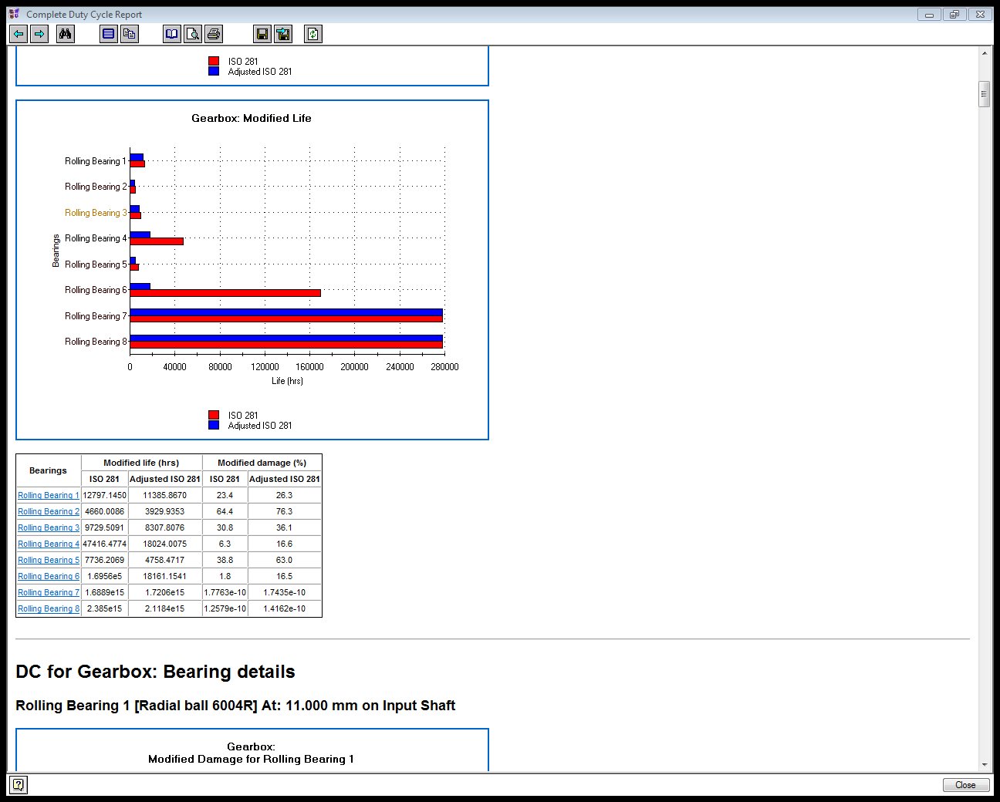 Complete Duty Cycle Report
ISO 281
Adjusted ISO 281
Gearbox: Modified Life
Bearings
Rolling Bearing 1
Rolling Bearing 2
Rolling Bearing 3
Rolling Bearing 4
Rolling Bearing 5
Rolling Bearing 6
Rolling Bearing 7
Rolling Bearing 8
0 40000 80000 120000 160000 200000 240000 280000
Life (hrs)
ISO 281
Adjusted ISO 281
Bearings Modified life (hrs) Modified damage (%)
ISO 281 Adjusted ISO 281 ISO 281 Adjusted ISO 281
Rolling Bearing 1 12797.1450 11385.8670 23.4 26.3
Rolling Bearing 2 4660.0086 3929.9353 64.4 76.3
Rolling Bearing 3 9729.5091 8307.8076 30.8 36.1
Rolling Bearing 4 47416.4774 18024.0075 6.3 16.6
Rolling Bearing 5 7736.2069 4758.4717 38.8 63.0
Rolling Bearing 6 1.6956e5 18161.1541 1.8 16.5
Rolling Bearing 7 1.6889e15 1.7206e15 1.7763e-10 1.7435e-10
Rolling Bearing 8 2.385e15 2.1184e15 1.2579e-10 1.4162e-10
DC for Gearbox: Bearing details
Rolling Bearing 1 [Radial ball 6004R] At: 11.000 mm on Input Shaft
Gearbox:
Modified Damage for Rolling Bearing 1
Close